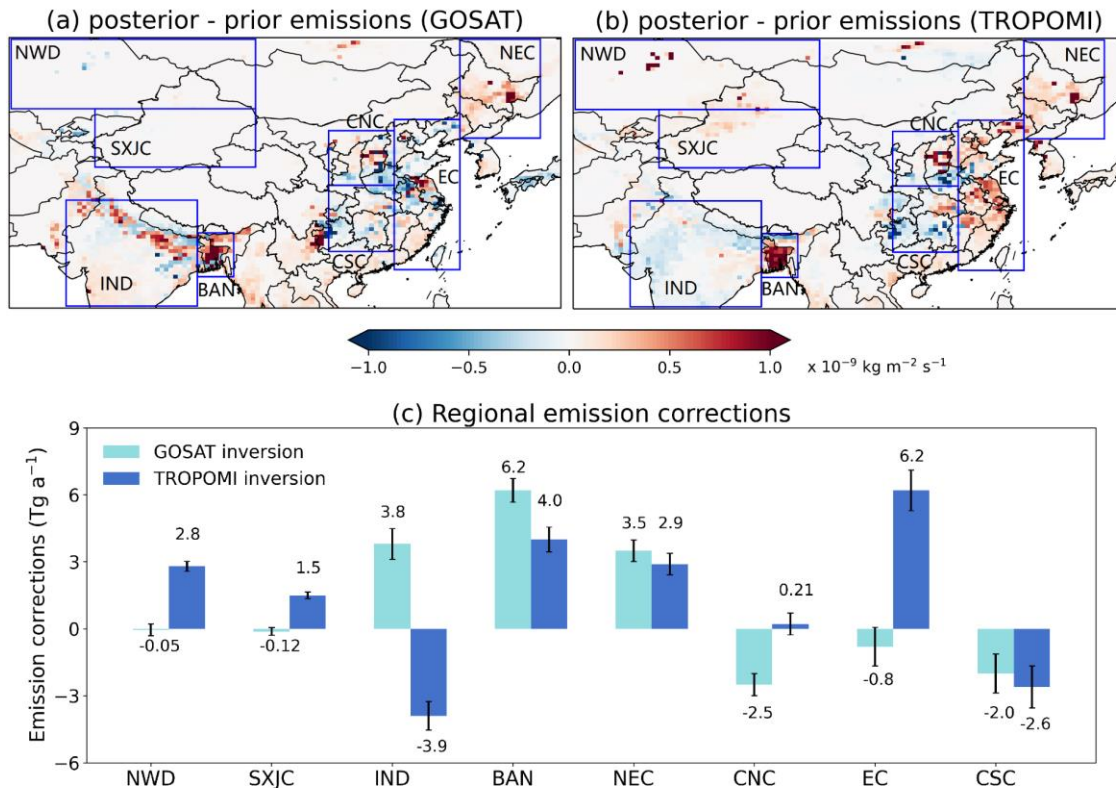 (a) posterior - prior emissions (GOSAT)
NWD
NEC
CNC
SXJC
EC
IND
BAN
CSC
(b) posterior - prior emissions (TROPOMI)
NWD
NEC
CNC
SXJC
EC
IND
BAN
CSC
−1.0 −0.5 0.0 0.5 1.0 x 10⁻⁹ kg m⁻² s⁻¹
(c) Regional emission corrections
Emission corrections (Tg a⁻¹)
9
6
3
0
−3
−6
GOSAT inversion
TROPOMI inversion
-0.05
2.8
-0.12
1.5
3.8
-3.9
6.2
4.0
3.5
2.9
-2.5
0.21
-0.8
6.2
-2.0
-2.6
NWD SXJC IND BAN NEC CNC EC CSC